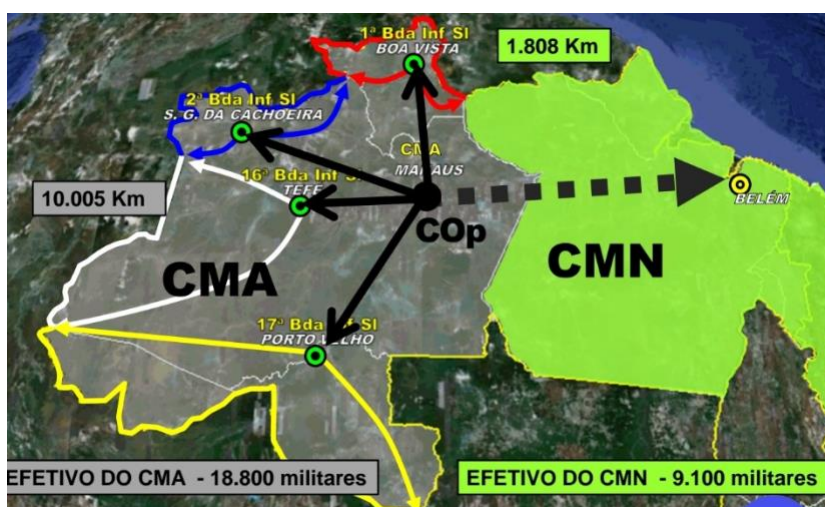 1ª Bda Inf Sl
BOA VISTA
1.808 Km
2ª Bda Inf Sl
S. G. DA CACHOEIRA
CMA
MANAUS
16ª Bda Inf Sl
TEFÉ
10.005 Km
BELÉM
COp
CMA
CMN
17ª Bda Inf Sl
PORTO VELHO
EFETIVO DO CMA - 18.800 militares
EFETIVO DO CMN - 9.100 militares